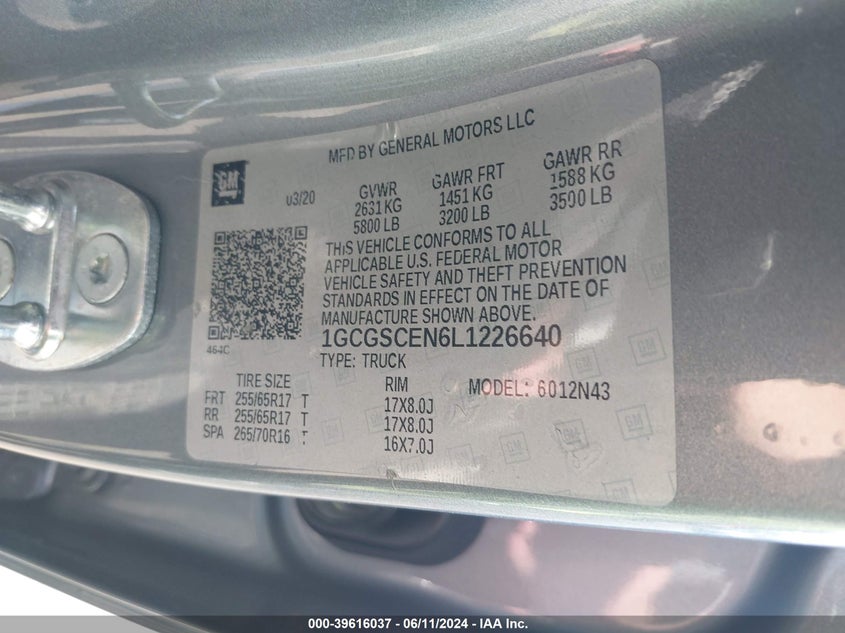 MFD BY GENERAL MOTORS LLC
GM
03/20
GVWR GAWR FRT GAWR RR
2631 KG 1451 KG 1588 KG
5800 LB 3200 LB 3500 LB
THIS VEHICLE CONFORMS TO ALL
APPLICABLE U.S. FEDERAL MOTOR
VEHICLE SAFETY AND THEFT PREVENTION
STANDARDS IN EFFECT ON THE DATE OF
MANUFACTURE SHOWN ABOVE.
464C
1GCGSCEN6L1226640
TYPE: TRUCK
TIRE SIZE RIM MODEL: 6012N43
FRT 255/65R17 T 17X8.0J
RR 255/65R17 T 17X8.0J
SPA 265/70R16 T 16X7.0J
000-39616037 - 06/11/2024 - IAA Inc.